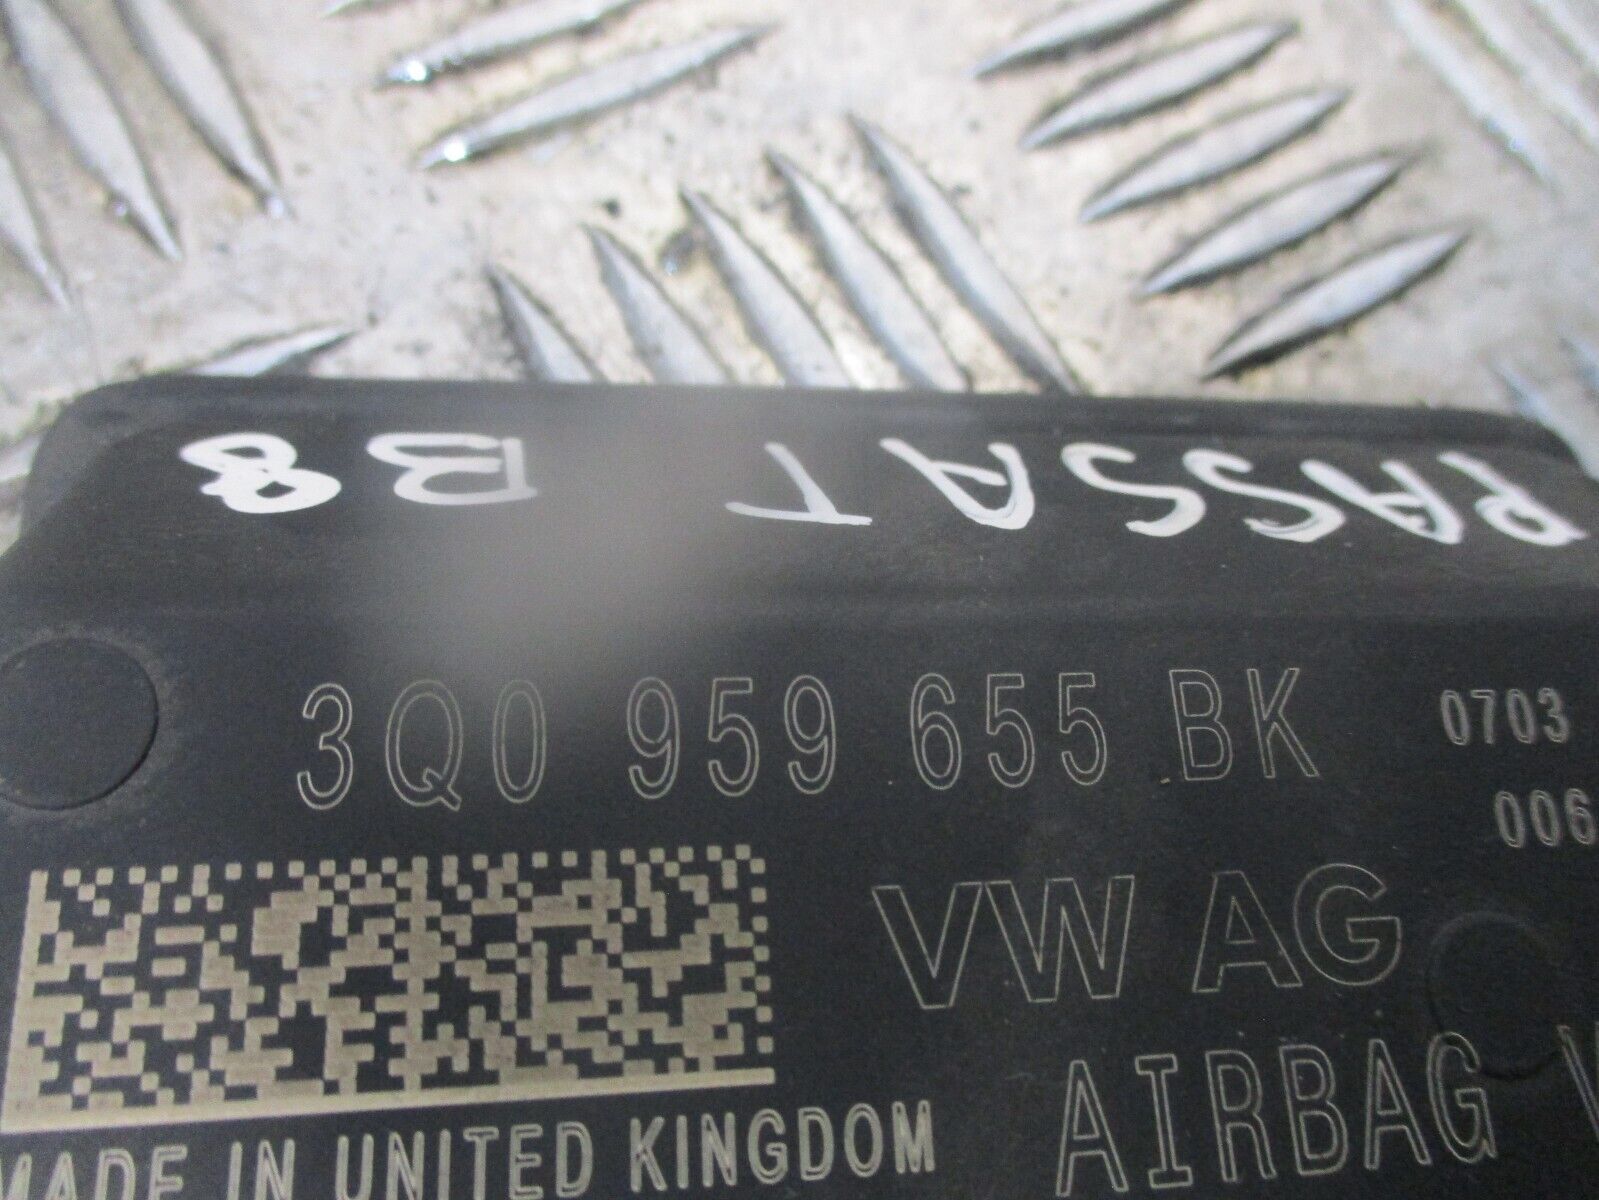 PASSAT B8
3Q0 959 655 BK 0703
006
VW AG
AIRBAG
MADE IN UNITED KINGDOM